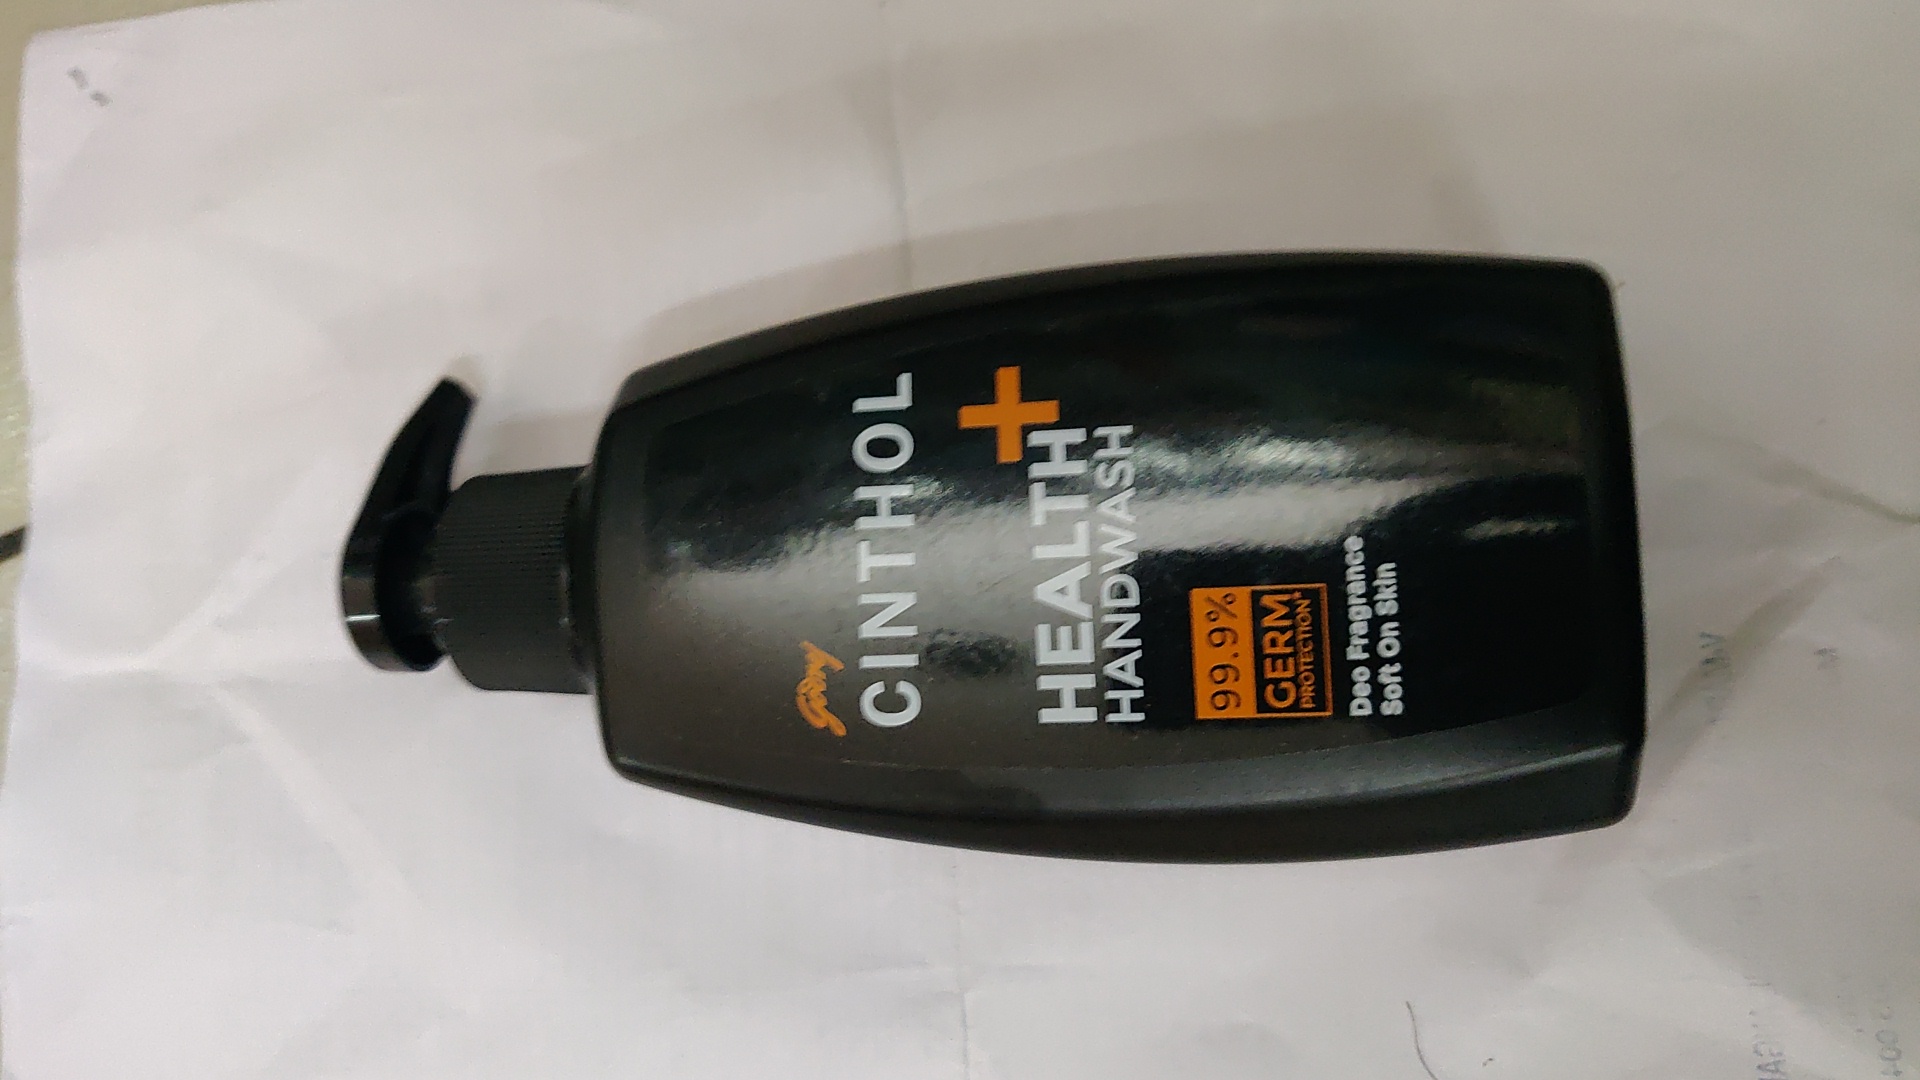 Godrej
CINTHOL
+
HEALTH
HANDWASH
99.9%
GERM
PROTECTION*
Deo Fragrance
Soft On Skin